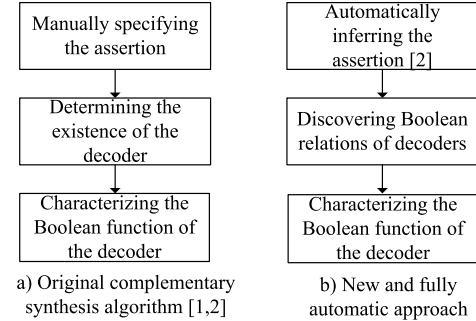 Manually specifying
the assertion
Determining the
existence of the
decoder
Characterizing the
Boolean function of
the decoder
a) Original complementary
synthesis algorithm [1,2]
Automatically
inferring the
assertion [2]
Discovering Boolean
relations of decoders
Characterizing the
Boolean function of
the decoder
b) New and fully
automatic approach